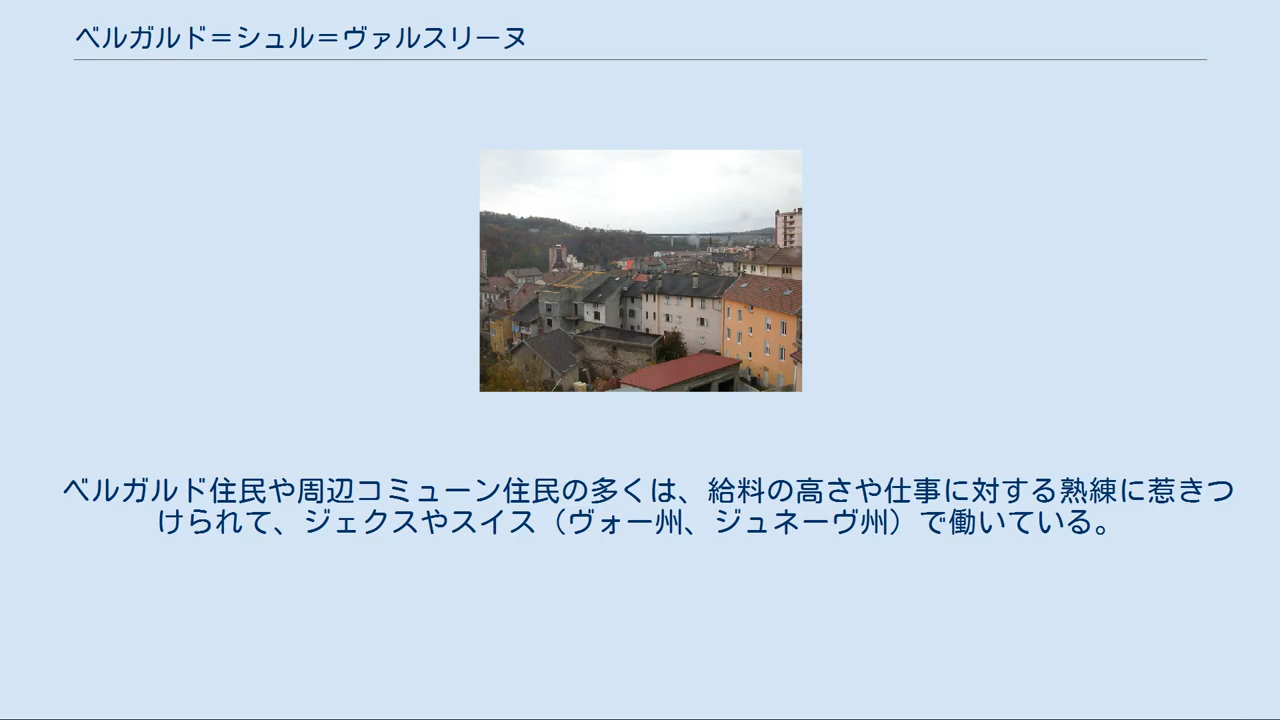 ベルガルド＝シュル＝ヴァルスリーヌ
ベルガルド住民や周辺コミューン住民の多くは、給料の高さや仕事に対する熟練に惹きつ
けられて、ジェクスやスイス（ヴォー州、ジュネーヴ州）で働いている。